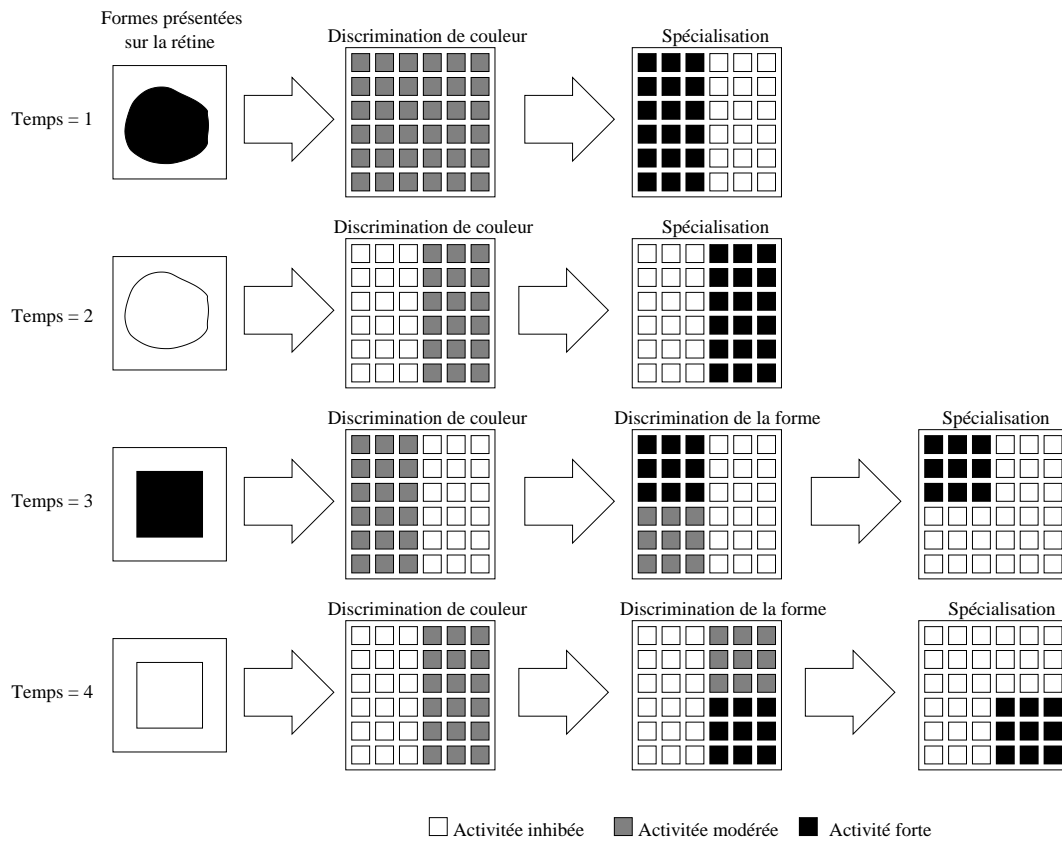 Formes présentées
sur la rétine
Discrimination de couleur
Spécialisation
Temps = 1
Discrimination de couleur
Spécialisation
Temps = 2
Discrimination de couleur
Discrimination de la forme
Spécialisation
Temps = 3
Discrimination de couleur
Discrimination de la forme
Spécialisation
Temps = 4
Activitée inhibée
Activitée modérée
Activité forte